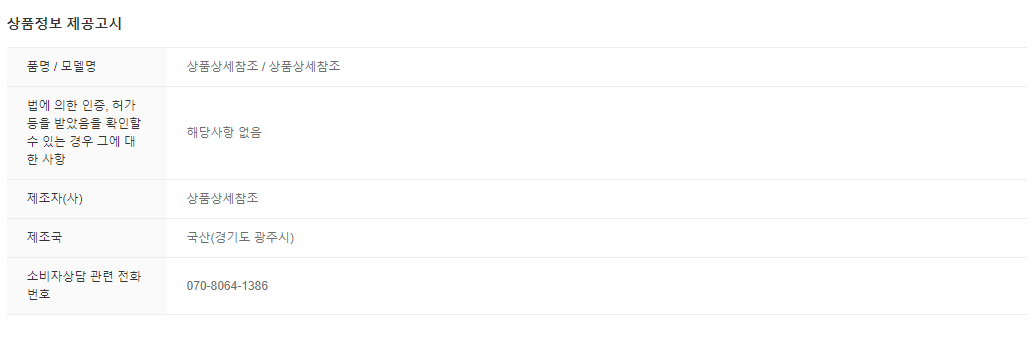 상품정보 제공고시
품명 / 모델명
상품상세참조 / 상품상세참조
법에 의한 인증, 허가
등을 받았음을 확인할
수 있는 경우 그에 대
한 사항
해당사항 없음
제조자(사)
상품상세참조
제조국
국산(경기도 광주시)
소비자상담 관련 전화
번호
070-8064-1386